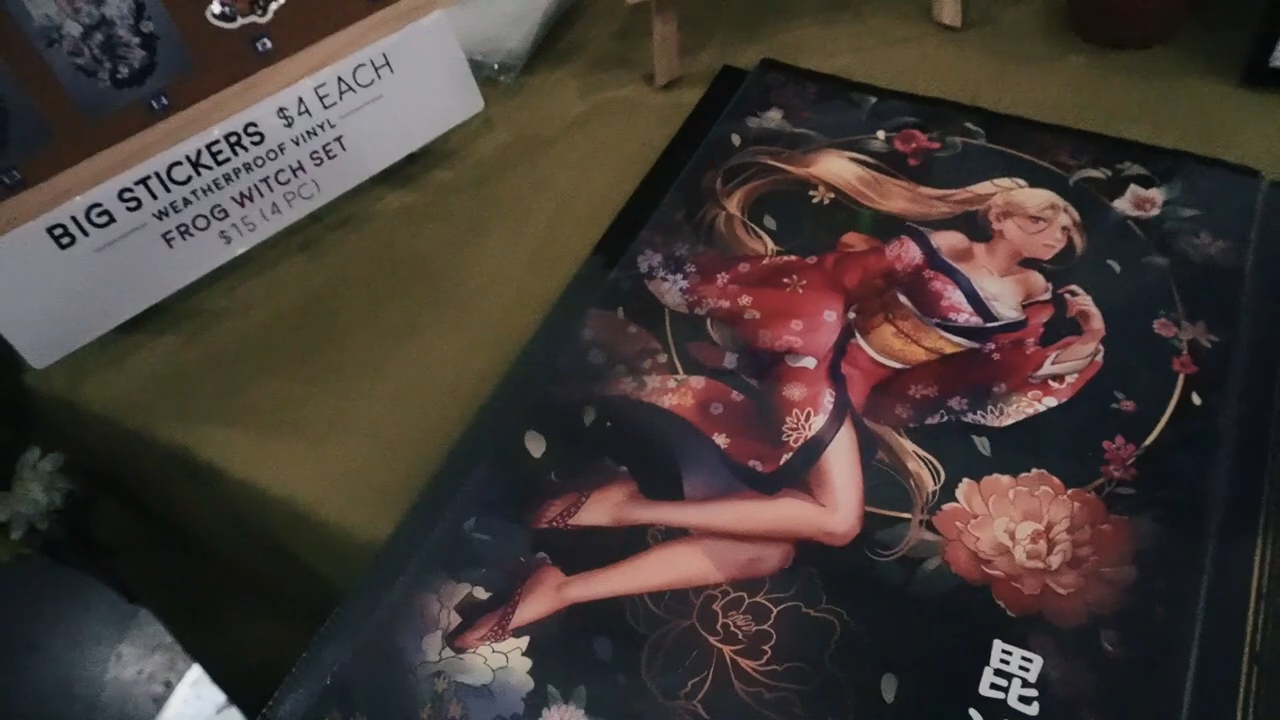 BIG STICKERS $4 EACH
WEATHERPROOF VINYL
FROG WITCH SET
$15 (4 PC)
毘